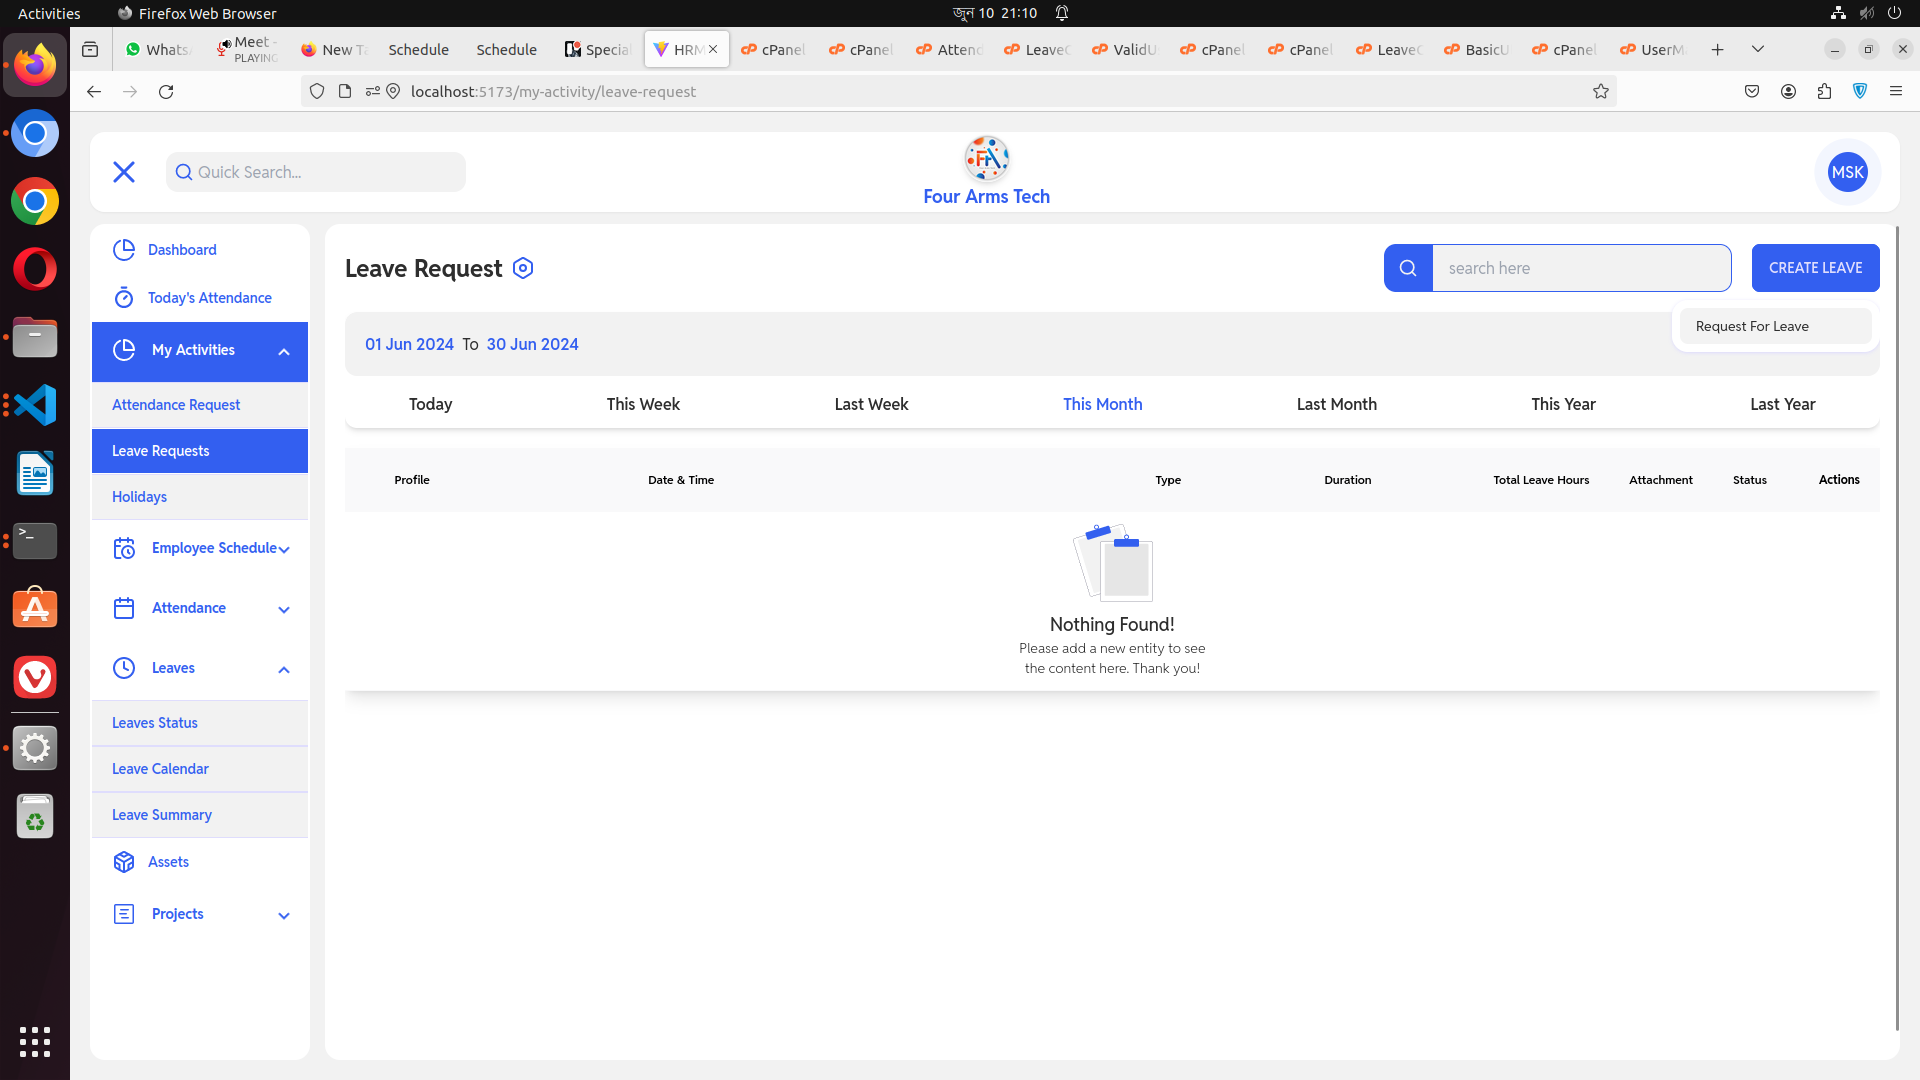 Activities
Firefox Web Browser
जुन 10 21:10
Whats
Meet -
PLAYING
New Ta
Schedule
Schedule
Special
HRM
cPanel
cPanel
Attend
LeaveC
ValidU
cPanel
cPanel
LeaveC
BasicU
cPanel
UserM
localhost:5173/my-activity/leave-request
Quick Search...
Four Arms Tech
MSK
Dashboard
Today's Attendance
My Activities
Attendance Request
Leave Requests
Holidays
Employee Schedule
Attendance
Leaves
Leaves Status
Leave Calendar
Leave Summary
Assets
Projects
Leave Request
search here
CREATE LEAVE
Request For Leave
01 Jun 2024 To 30 Jun 2024
Today This Week Last Week This Month Last Month This Year Last Year
Profile Date & Time Type Duration Total Leave Hours Attachment Status Actions
Nothing Found!
Please add a new entity to see
the content here. Thank you!